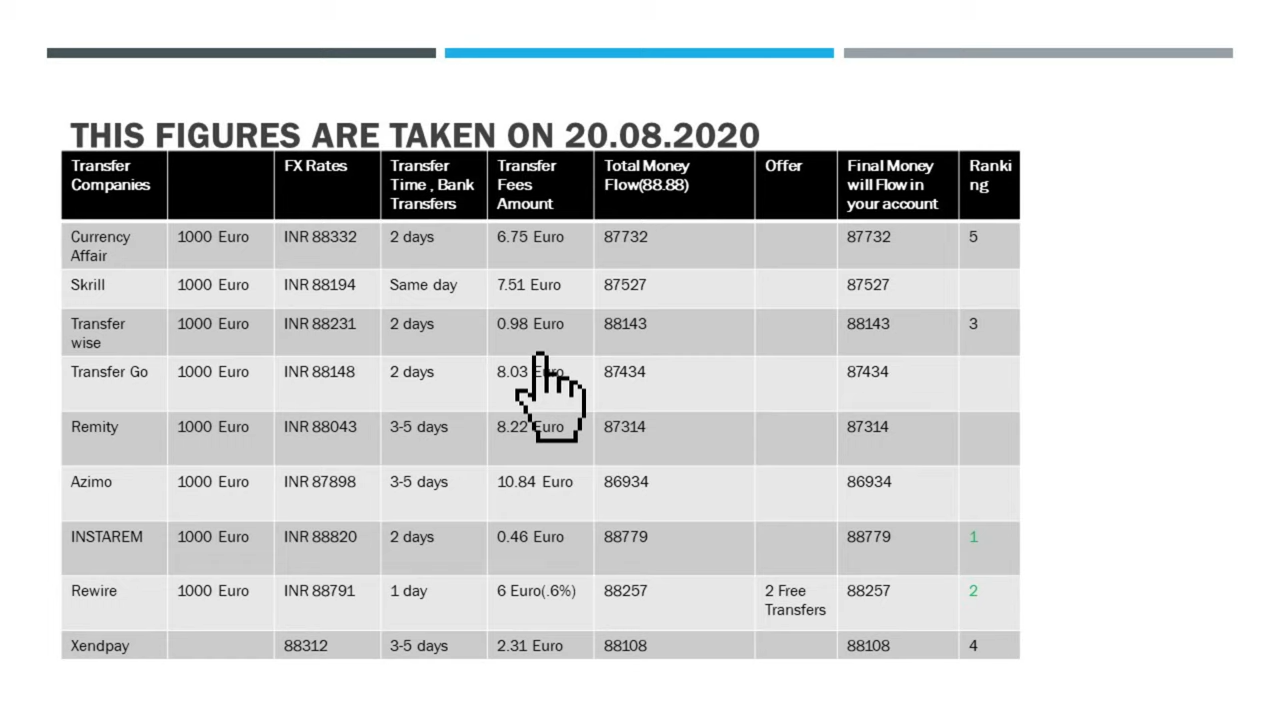 THIS FIGURES ARE TAKEN ON 20.08.2020
Transfer Companies FX Rates Transfer Time , Bank Transfers Transfer Fees Amount Total Money Flow(88.88) Offer Final Money will Flow in your account Ranking
Currency Affair 1000 Euro INR 88332 2 days 6.75 Euro 87732 87732 5
Skrill 1000 Euro INR 88194 Same day 7.51 Euro 87527 87527
Transfer wise 1000 Euro INR 88231 2 days 0.98 Euro 88143 88143 3
Transfer Go 1000 Euro INR 88148 2 days 8.03 Euro 87434 87434
Remity 1000 Euro INR 88043 3-5 days 8.22 Euro 87314 87314
Azimo 1000 Euro INR 87898 3-5 days 10.84 Euro 86934 86934
INSTAREM 1000 Euro INR 88820 2 days 0.46 Euro 88779 88779 1
Rewire 1000 Euro INR 88791 1 day 6 Euro(.6%) 88257 2 Free Transfers 88257 2
Xendpay 88312 3-5 days 2.31 Euro 88108 88108 4